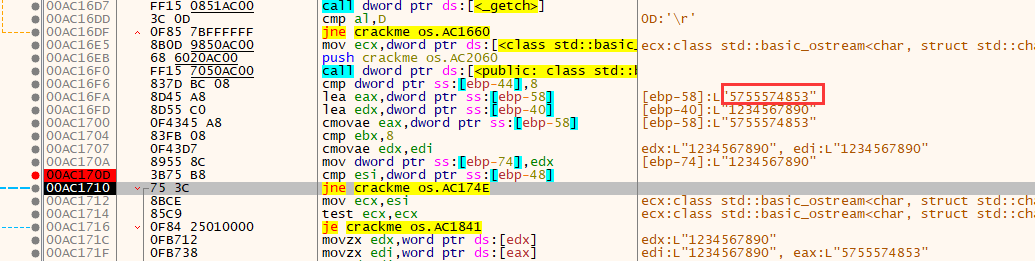 00AC16D7 FF15 0851AC00 call dword ptr ds:[<_getch>]
00AC16DD 3C 0D cmp al,D 0D:'\r'
00AC16DF 0F85 7BFFFFFF jne crackme os.AC1660
00AC16E5 8B0D 9850AC00 mov ecx,dword ptr ds:[<class std::basic_ ecx:class std::basic_ostream<char, struct std::cha
00AC16EB 68 6020AC00 push crackme os.AC2060
00AC16F0 FF15 7050AC00 call dword ptr ds:[<public: class std::b
00AC16F6 837D BC 08 cmp dword ptr ss:[ebp-44],8
00AC16FA 8D45 A8 lea eax,dword ptr ss:[ebp-58] [ebp-58]:L"5755574853"
00AC16FD 8D55 C0 lea edx,dword ptr ss:[ebp-40] [ebp-40]:L"1234567890"
00AC1700 0F4345 A8 cmovae eax,dword ptr ss:[ebp-58] [ebp-58]:L"5755574853"
00AC1704 83FB 08 cmp ebx,8
00AC1707 0F43D7 cmovae edx,edi edx:L"1234567890", edi:L"1234567890"
00AC170A 8955 8C mov dword ptr ss:[ebp-74],edx [ebp-74]:L"1234567890"
00AC170D 3B75 B8 cmp esi,dword ptr ss:[ebp-48]
00AC1710 75 3C jne crackme os.AC174E
00AC1712 8BCE mov ecx,esi ecx:class std::basic_ostream<char, struct std::cha
00AC1714 85C9 test ecx,ecx ecx:class std::basic_ostream<char, struct std::cha
00AC1716 0F84 25010000 je crackme os.AC1841
00AC171C 0FB712 movzx edx,word ptr ds:[edx] edx:L"1234567890"
00AC171F 0FB738 movzx edi,word ptr ds:[eax] edi:L"1234567890", eax:L"5755574853"